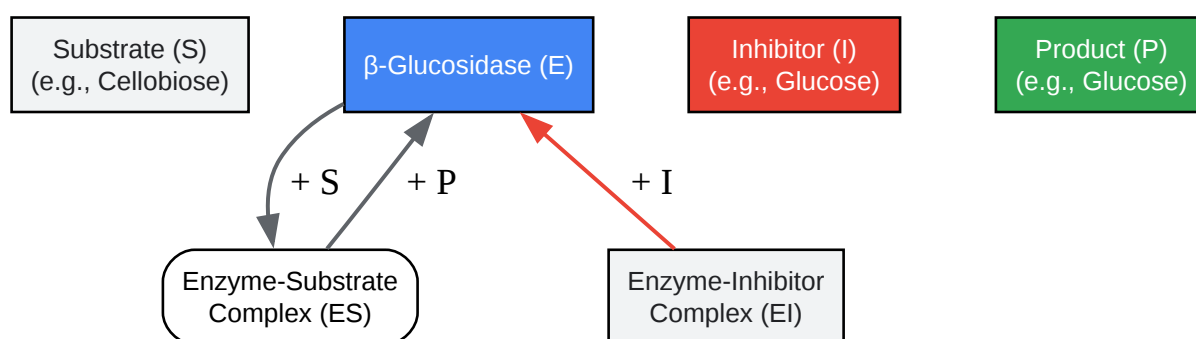 Substrate (S)
(e.g., Cellobiose)
β-Glucosidase (E)
Inhibitor (I)
(e.g., Glucose)
Product (P)
(e.g., Glucose)
+ S
+ P
+ I
Enzyme-Substrate
Complex (ES)
Enzyme-Inhibitor
Complex (EI)